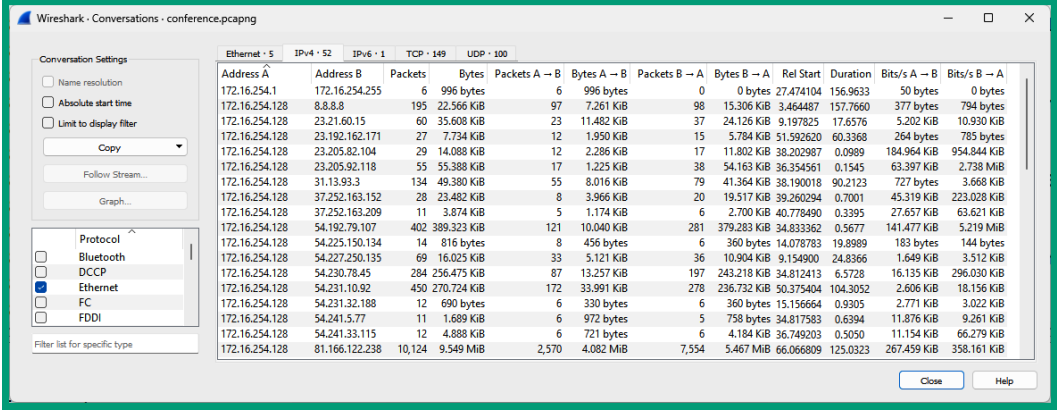 Wireshark · Conversations · conference.pcapng
Conversation Settings
Name resolution
Absolute start time
Limit to display filter
Copy
Follow Stream...
Graph...
Protocol
Bluetooth
DCCP
Ethernet
FC
FDDI
Filter list for specific type
Ethernet · 5 IPv4 · 52 IPv6 · 1 TCP · 149 UDP · 100
Address A Address B Packets Bytes Packets A → B Bytes A → B Packets B → A Bytes B → A Rel Start Duration Bits/s A → B Bits/s B → A
172.16.254.1 172.16.254.255 6 996 bytes 6 996 bytes 0 0 bytes 27.474104 156.9633 50 bytes 0 bytes
172.16.254.128 8.8.8.8 195 22.566 KiB 97 7.261 KiB 98 15.306 KiB 3.464487 157.7660 377 bytes 794 bytes
172.16.254.128 23.21.60.15 60 35.608 KiB 23 11.482 KiB 37 24.126 KiB 9.197825 17.6576 5.202 KiB 10.930 KiB
172.16.254.128 23.192.162.171 27 7.734 KiB 12 1.950 KiB 15 5.784 KiB 51.592620 60.3368 264 bytes 785 bytes
172.16.254.128 23.205.82.104 29 14.088 KiB 12 2.286 KiB 17 11.802 KiB 38.202987 0.0989 184.964 KiB 954.844 KiB
172.16.254.128 23.205.92.118 55 55.388 KiB 17 1.225 KiB 38 54.163 KiB 36.354561 0.1545 63.397 KiB 2.738 MiB
172.16.254.128 31.13.93.3 134 49.380 KiB 55 8.016 KiB 79 41.364 KiB 38.190018 90.2123 727 bytes 3.668 KiB
172.16.254.128 37.252.163.152 28 23.482 KiB 8 3.966 KiB 20 19.517 KiB 39.260294 0.7001 45.319 KiB 223.028 KiB
172.16.254.128 37.252.163.209 11 3.874 KiB 5 1.174 KiB 6 2.700 KiB 40.778490 0.3395 27.657 KiB 63.621 KiB
172.16.254.128 54.192.79.107 402 389.323 KiB 121 10.040 KiB 281 379.283 KiB 34.833362 0.5677 141.477 KiB 5.219 MiB
172.16.254.128 54.225.150.134 14 816 bytes 8 456 bytes 6 360 bytes 14.078783 19.8989 183 bytes 144 bytes
172.16.254.128 54.227.250.135 69 16.025 KiB 33 5.121 KiB 36 10.904 KiB 9.154900 24.8366 1.649 KiB 3.512 KiB
172.16.254.128 54.230.78.45 284 256.475 KiB 87 13.257 KiB 197 243.218 KiB 34.812413 6.5728 16.135 KiB 296.030 KiB
172.16.254.128 54.231.10.92 450 270.724 KiB 172 33.991 KiB 278 236.732 KiB 50.375404 104.3052 2.606 KiB 18.156 KiB
172.16.254.128 54.231.32.188 12 690 bytes 6 330 bytes 6 360 bytes 15.156664 0.9305 2.771 KiB 3.022 KiB
172.16.254.128 54.241.5.77 11 1.689 KiB 6 972 bytes 5 758 bytes 34.817583 0.6394 11.876 KiB 9.261 KiB
172.16.254.128 54.241.33.115 12 4.888 KiB 6 721 bytes 6 4.184 KiB 36.749203 0.5050 11.154 KiB 66.279 KiB
172.16.254.128 81.166.122.238 10,124 9.549 MiB 2,570 4.082 MiB 7,554 5.467 MiB 66.066809 125.0323 267.459 KiB 358.161 KiB
Close Help